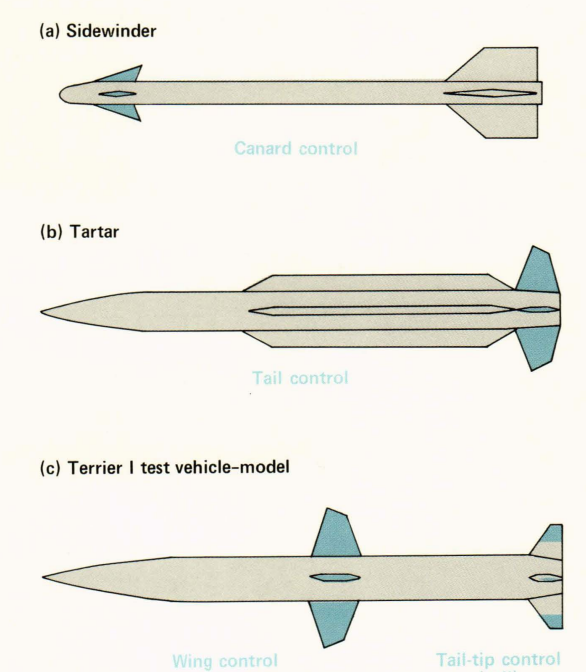 (a) Sidewinder
Canard control
(b) Tartar
Tail control
(c) Terrier I test vehicle-model
Wing control
Tail-tip control